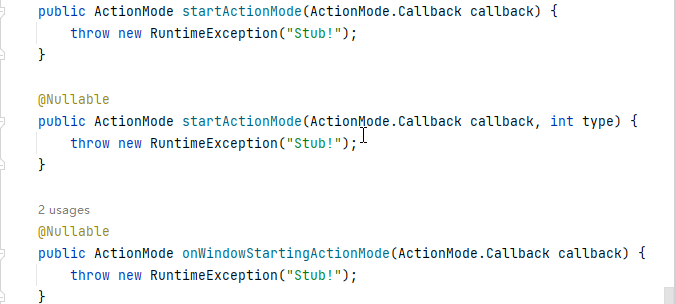 public ActionMode startActionMode(ActionMode.Callback callback) {
throw new RuntimeException("Stub!");
}
@Nullable
public ActionMode startActionMode(ActionMode.Callback callback, int type) {
throw new RuntimeException("Stub!");
}
2 usages
@Nullable
public ActionMode onWindowStartingActionMode(ActionMode.Callback callback) {
throw new RuntimeException("Stub!");
}